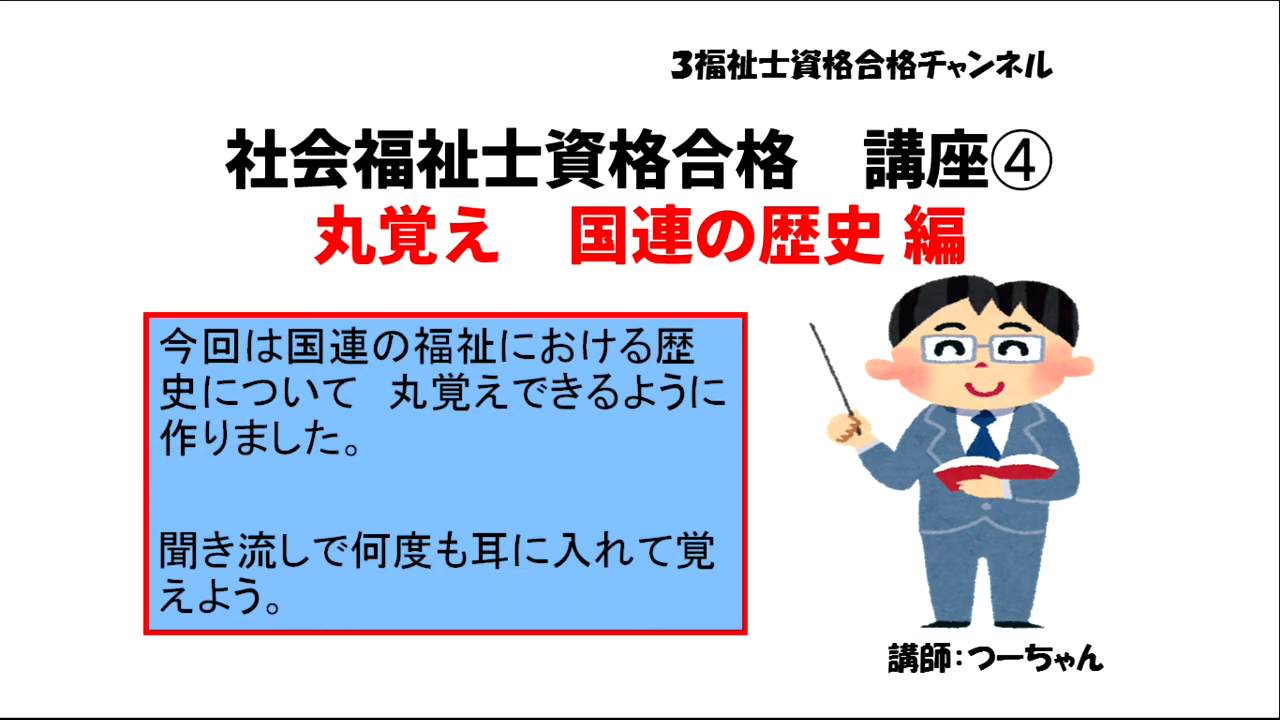 3福祉士資格合格チャンネル
社会福祉士資格合格　講座④
丸覚え　国連の歴史 編
今回は国連の福祉における歴
史について　丸覚えできるように
作りました。
聞き流しで何度も耳に入れて覚
えよう。
講師：つーちゃん